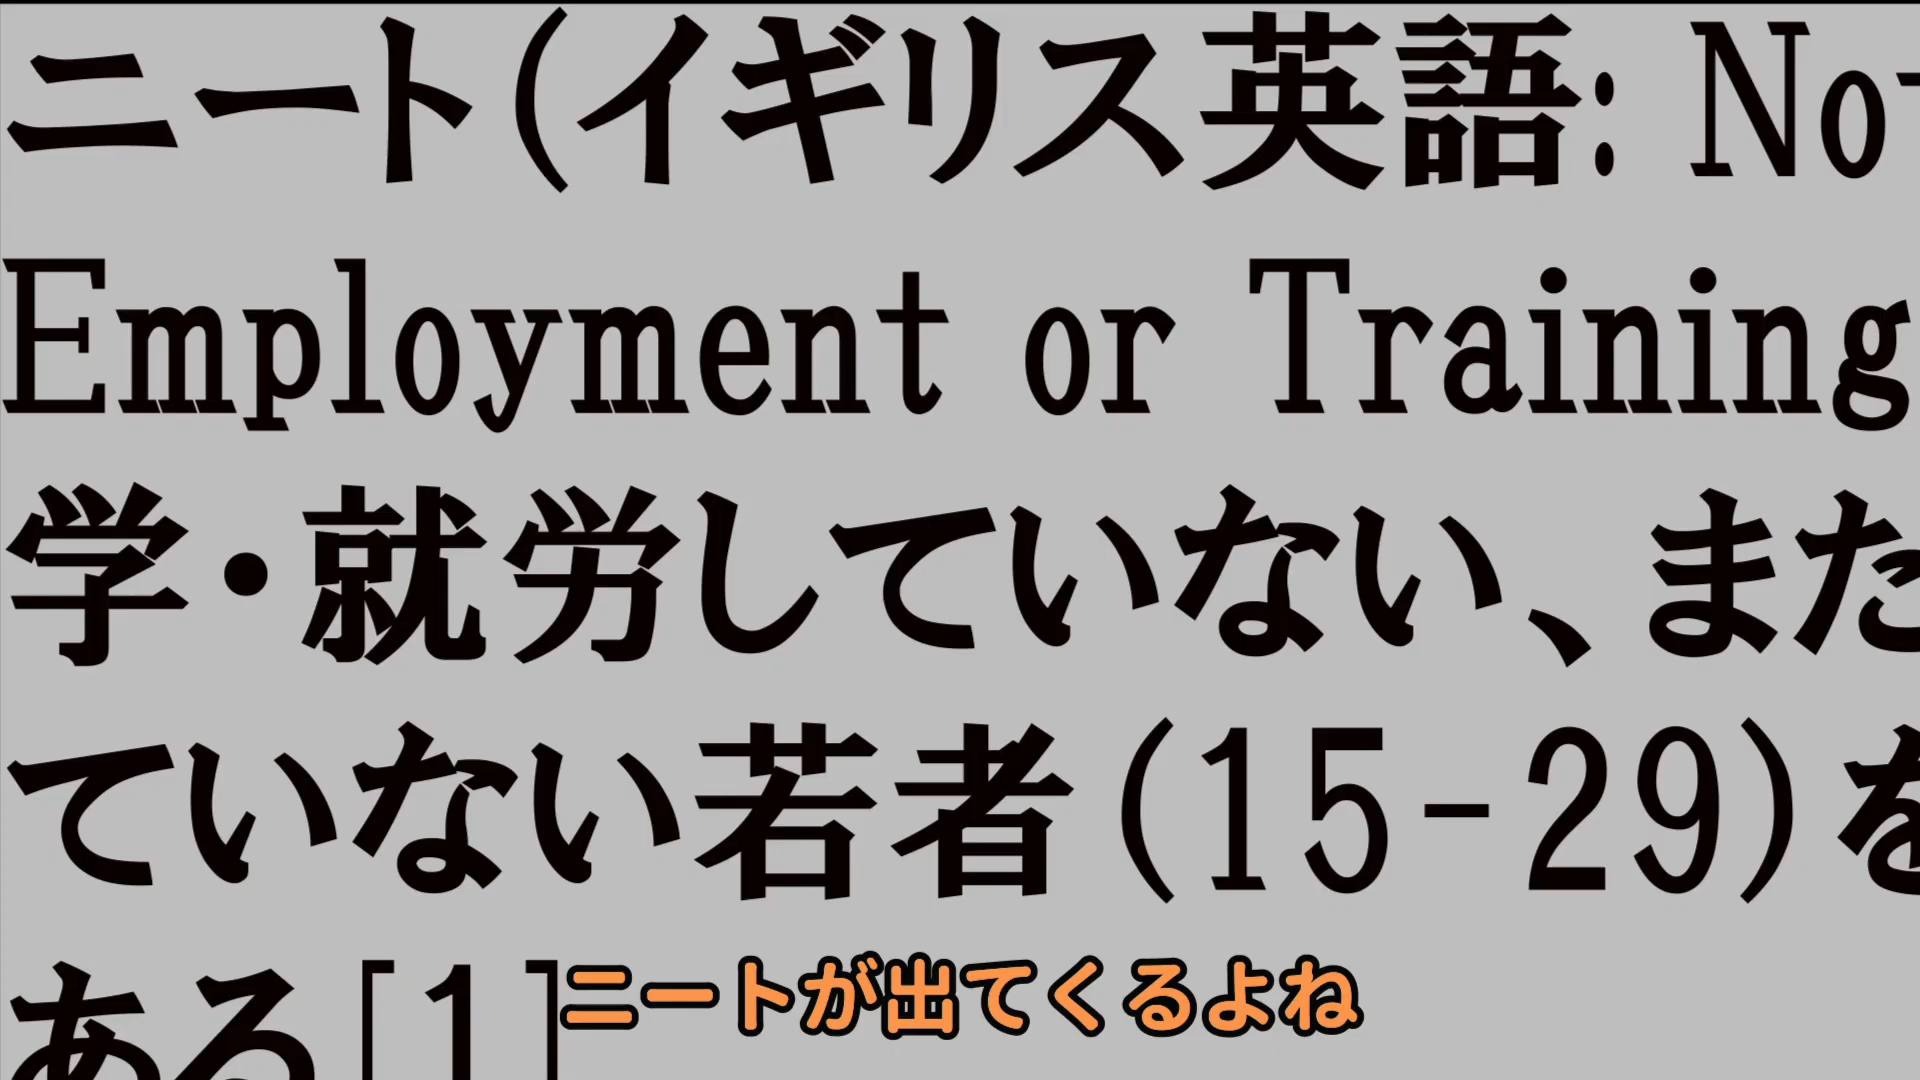 ニート(イギリス英語: No
Employment or Training
学・就労していない、また
ていない若者(15-29)を
ある[1]
ニートが出てくるよね